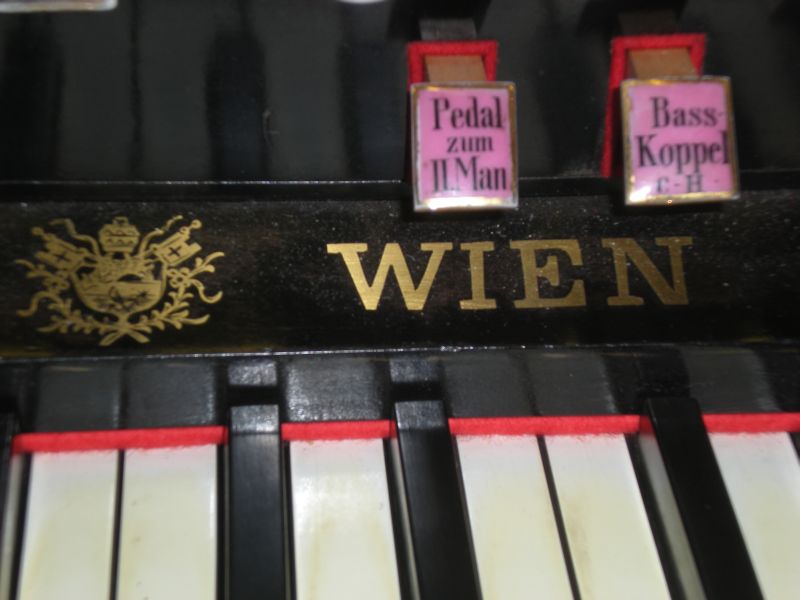 Pedal
zum
II.Man
Bass-
Koppel
C-H-
WIEN